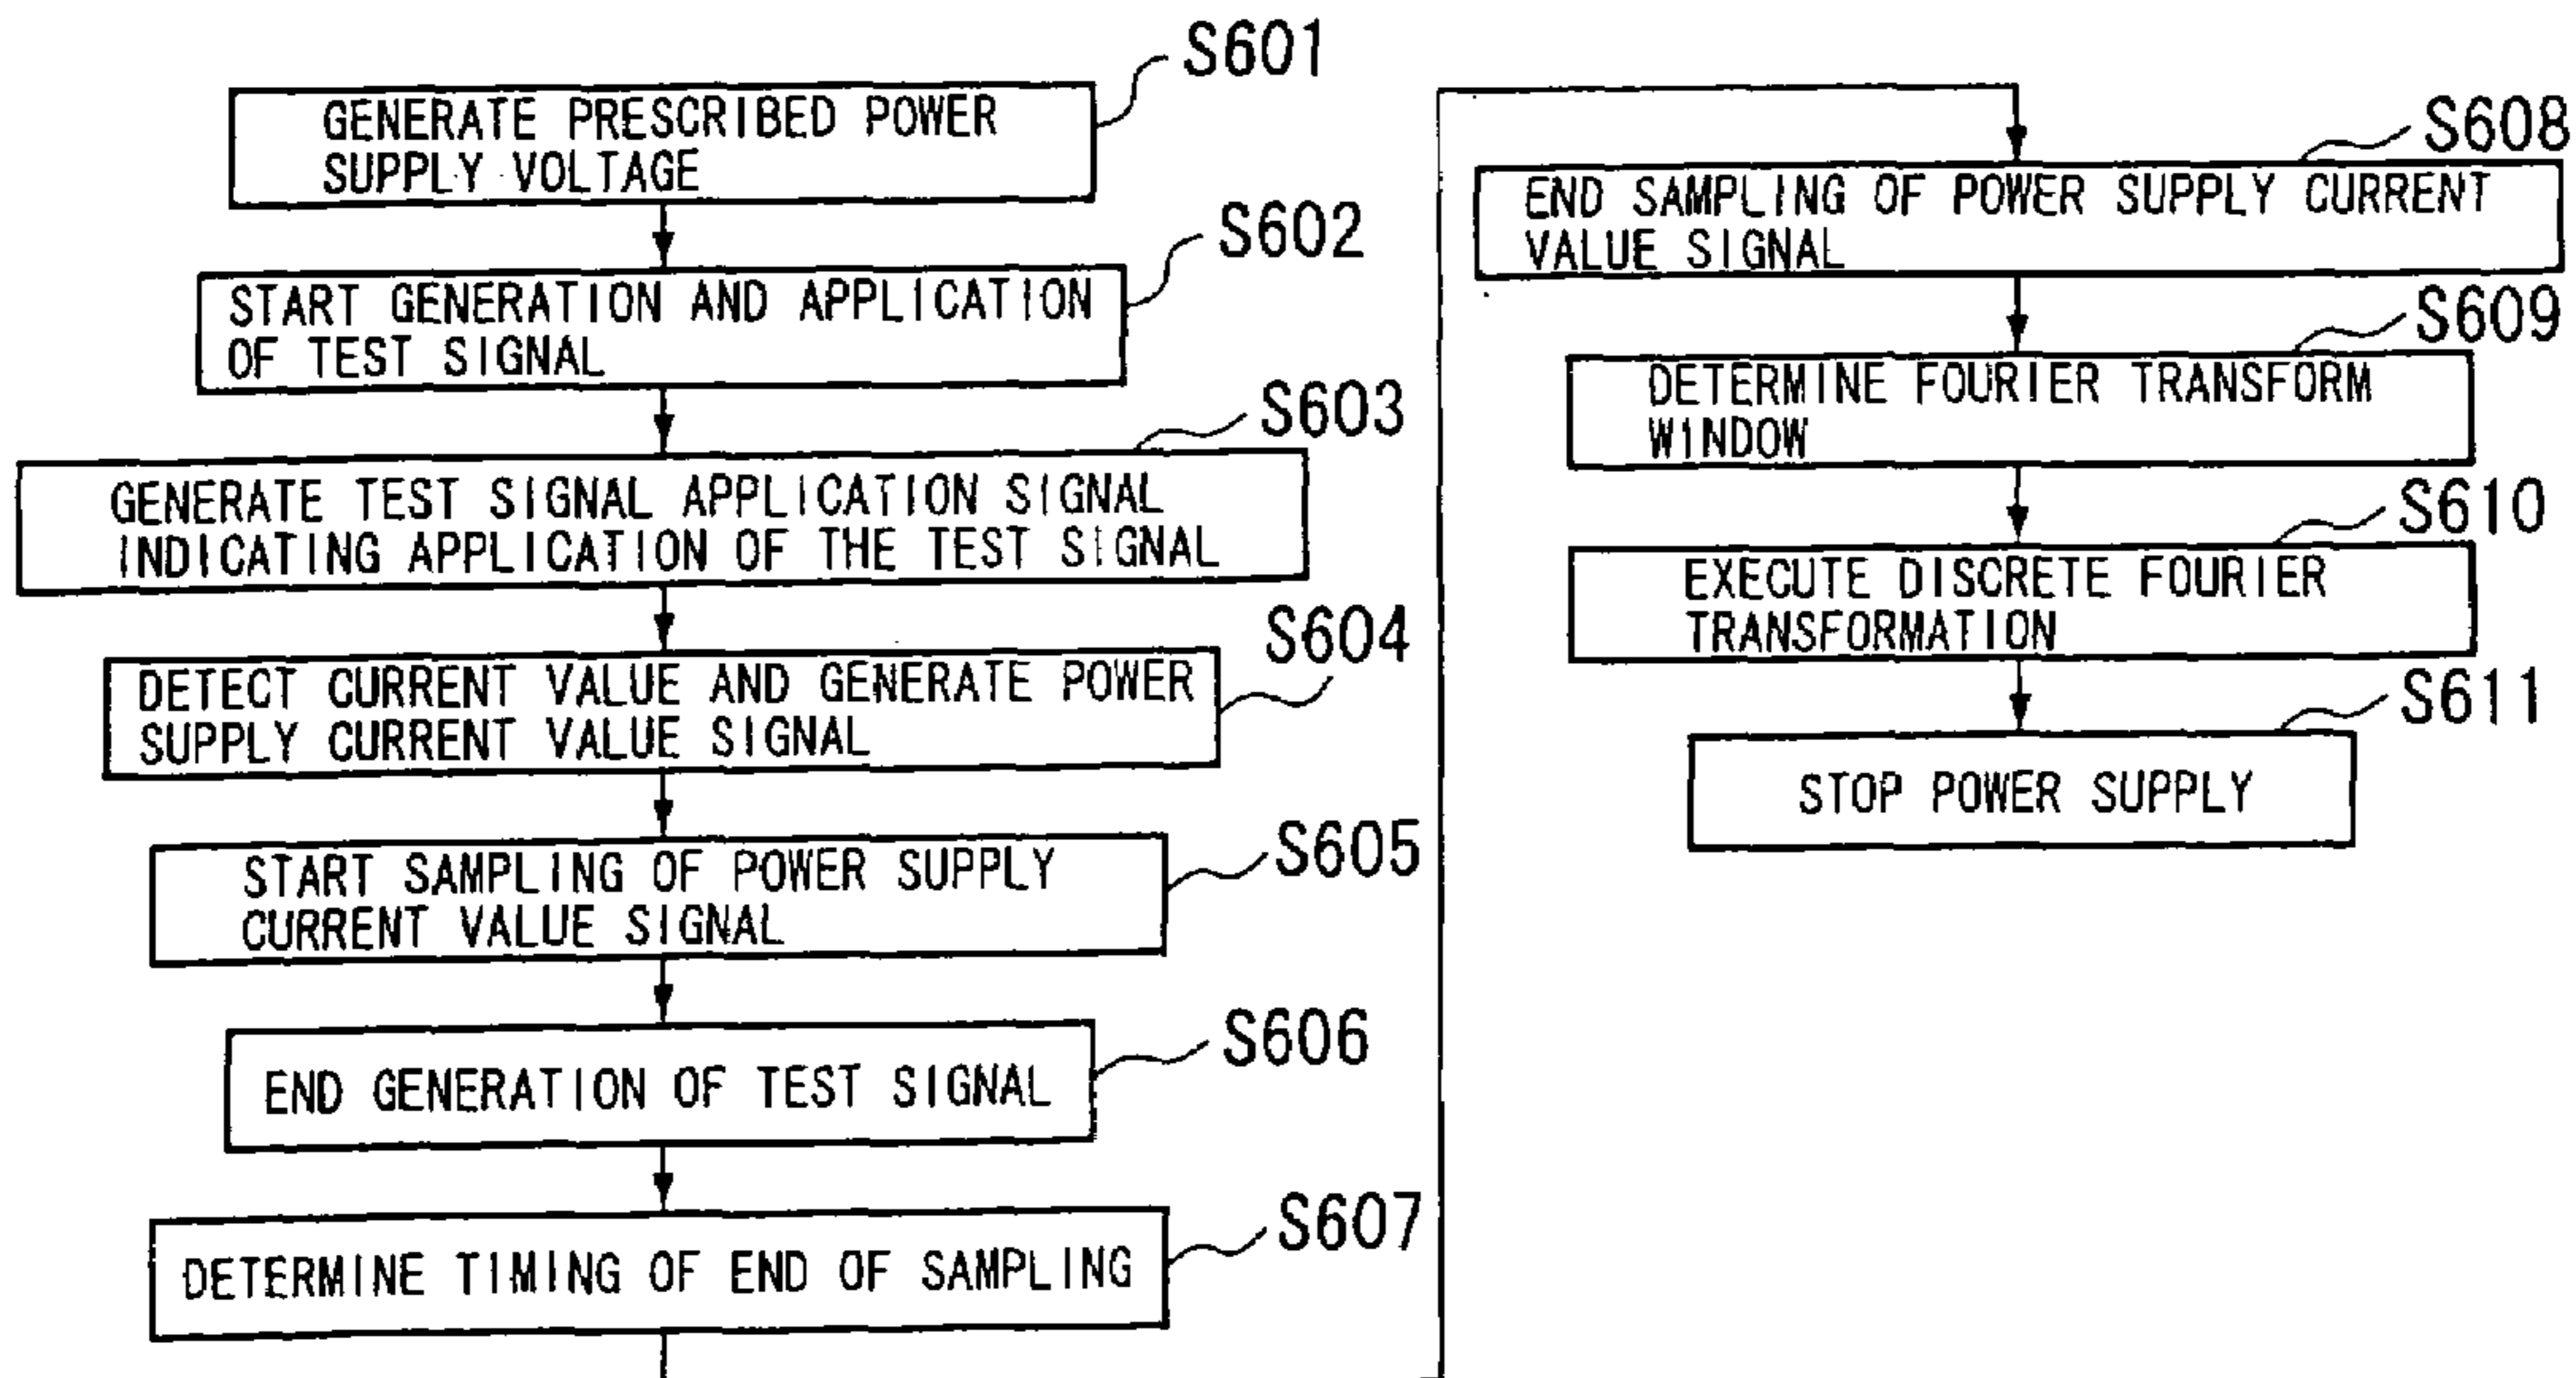 S601
GENERATE PRESCRIBED POWER
SUPPLY VOLTAGE
S602
START GENERATION AND APPLICATION
OF TEST SIGNAL
S603
GENERATE TEST SIGNAL APPLICATION SIGNAL
INDICATING APPLICATION OF THE TEST SIGNAL
S604
DETECT CURRENT VALUE AND GENERATE POWER
SUPPLY CURRENT VALUE SIGNAL
S605
START SAMPLING OF POWER SUPPLY
CURRENT VALUE SIGNAL
S606
END GENERATION OF TEST SIGNAL
S607
DETERMINE TIMING OF END OF SAMPLING
S608
END SAMPLING OF POWER SUPPLY CURRENT
VALUE SIGNAL
S609
DETERMINE FOURIER TRANSFORM
WINDOW
S610
EXECUTE DISCRETE FOURIER
TRANSFORMATION
S611
STOP POWER SUPPLY